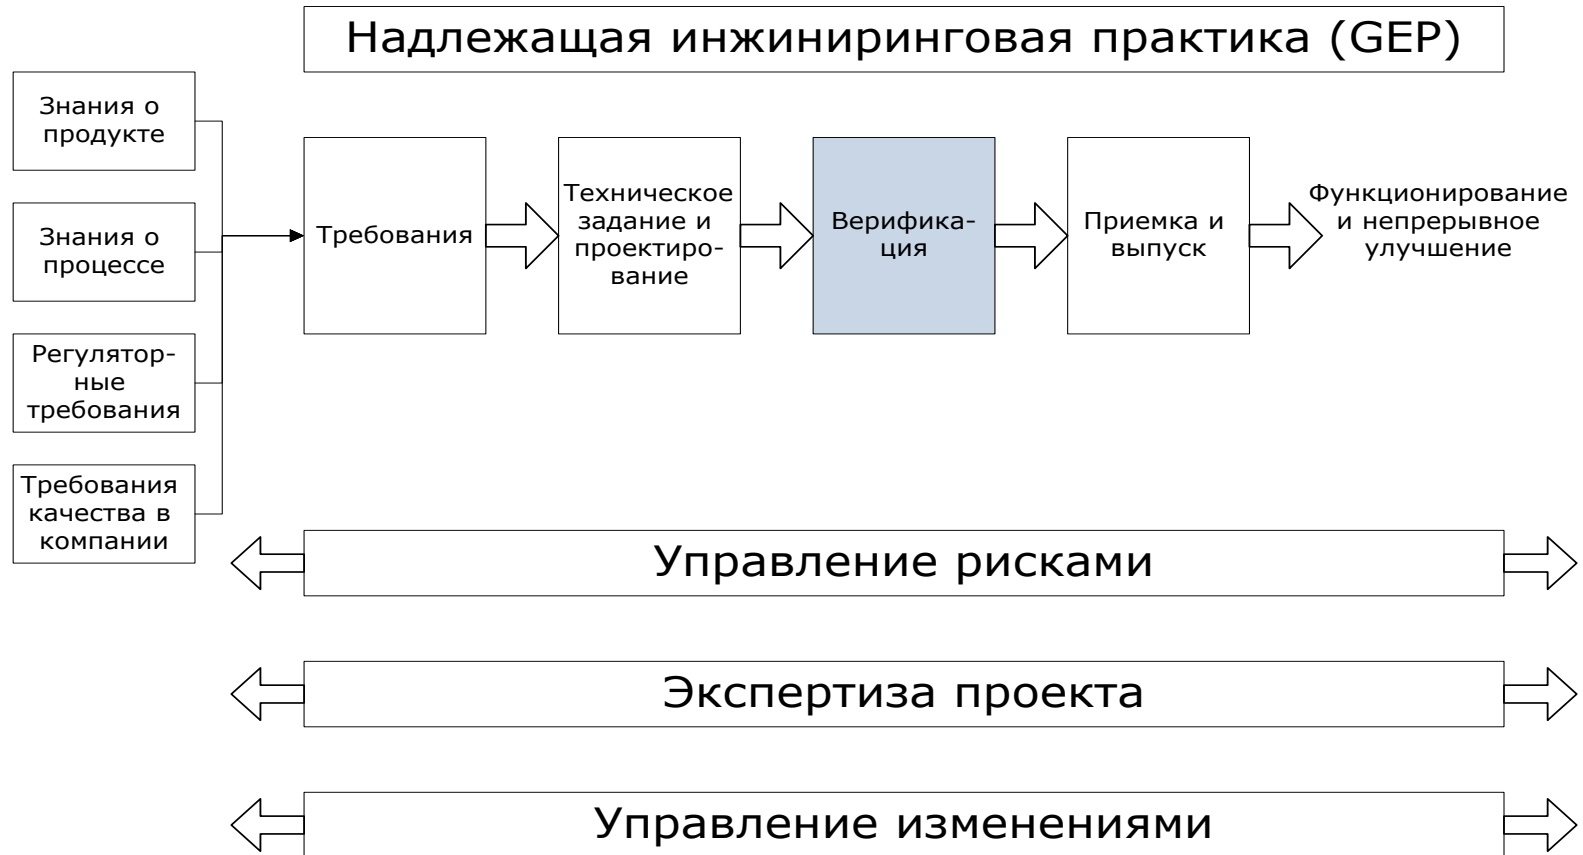 Надлежащая инжиниринговая практика (GEP)
Знания о
продукте
Знания о
процессе
Регулятор-
ные
требования
Требования
качества в
компании
Требования
Техническое
задание и
проектиро-
вание
Верифика-
ция
Приемка и
выпуск
Функционирование
и непрерывное
улучшение
Управление рисками
Экспертиза проекта
Управление изменениями